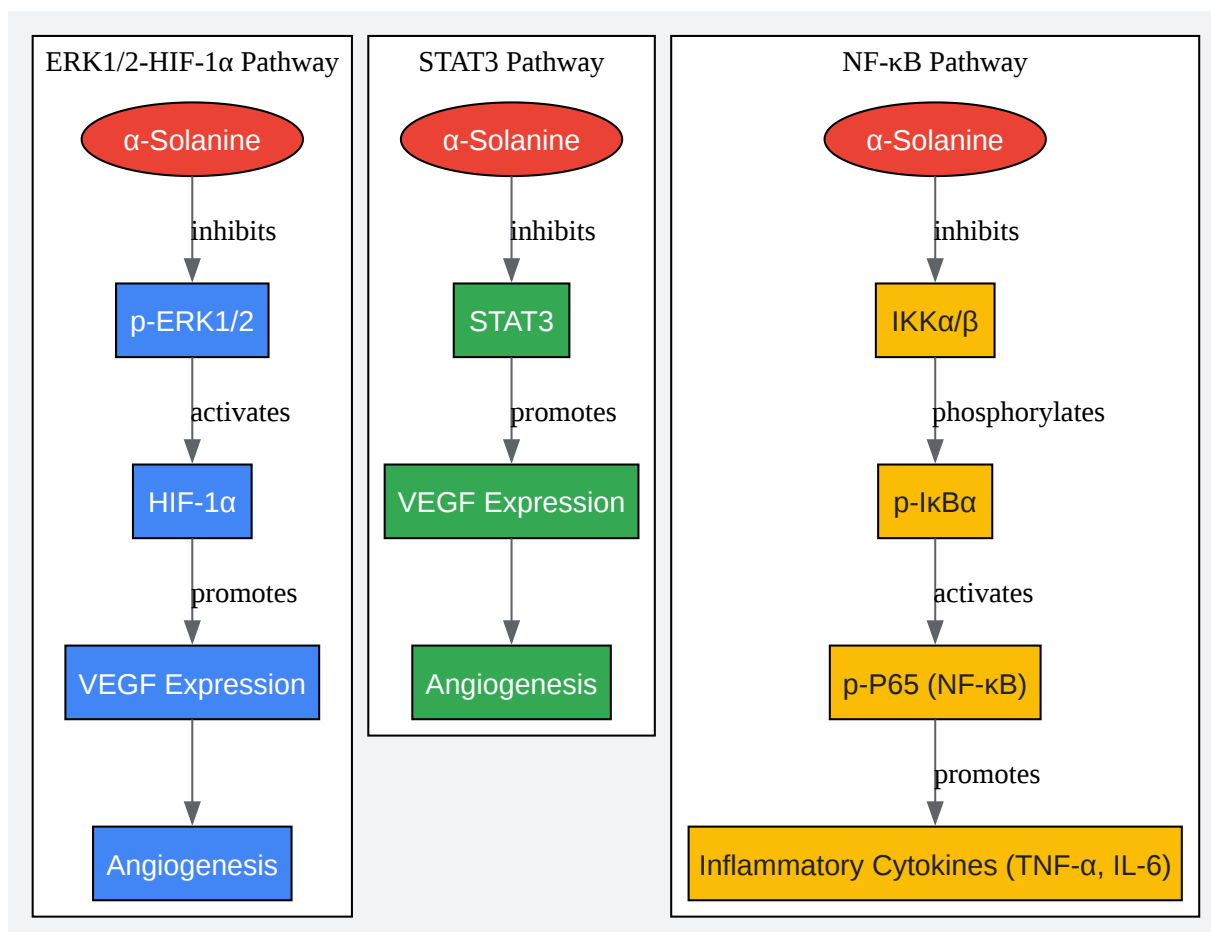 ERK1/2-HIF-1α Pathway
α-Solanine
inhibits
p-ERK1/2
activates
HIF-1α
promotes
VEGF Expression
Angiogenesis
STAT3 Pathway
α-Solanine
inhibits
STAT3
promotes
VEGF Expression
Angiogenesis
NF-κB Pathway
α-Solanine
inhibits
IKKα/β
phosphorylates
p-IκBα
activates
p-P65 (NF-κB)
promotes
Inflammatory Cytokines (TNF-α, IL-6)